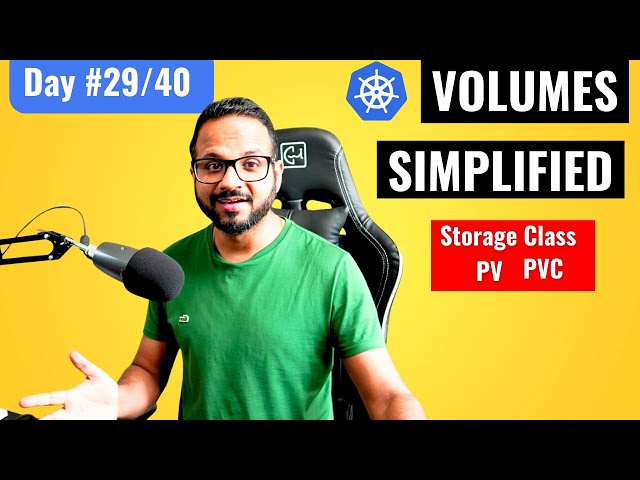 Day #29/40
VOLUMES
SIMPLIFIED
Storage Class
PV PVC